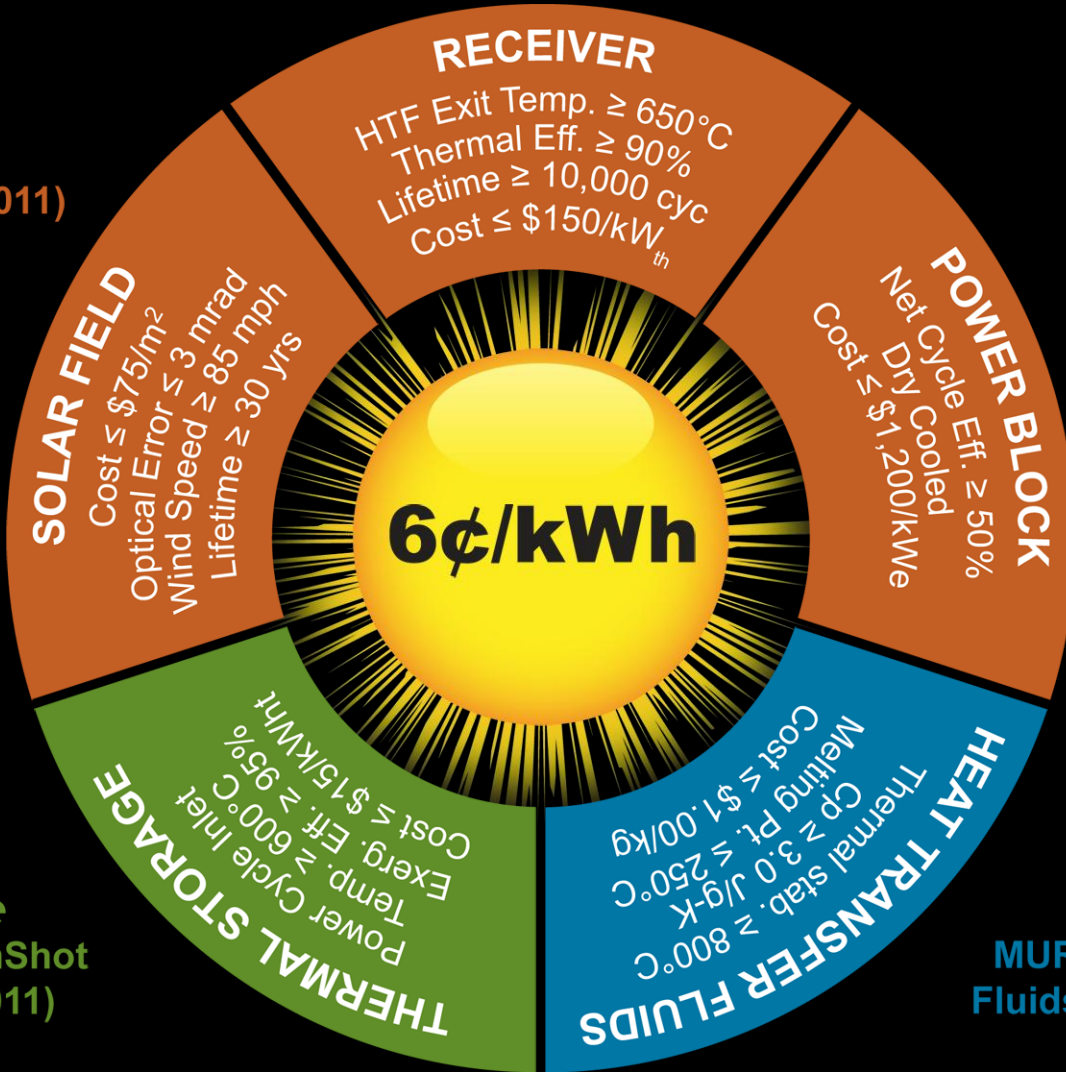 RECEIVER
HTF Exit Temp. ≥ 650°C
Thermal Eff. ≥ 90%
Lifetime ≥ 10,000 cyc
Cost ≤ $150/kWth
POWER BLOCK
Net Cycle Eff. ≥ 50%
Dry Cooled
Cost ≤ $1,200/kWe
HEAT TRANSFER FLUIDS
Thermal stab. ≥ 800°C
Cp ≥ 3.0 J/g-K
Melting Pt. ≤ 250°C
Cost ≤ $1.00/kg
THERMAL STORAGE
Power Cycle Inlet
Temp. ≥ 600°C
Exerg. Eff. ≥ 95%
Cost ≤ $15/kWht
SOLAR FIELD
Cost ≤ $75/m²
Optical Error ≤ 3 mrad
Wind Speed ≥ 85 mph
Lifetime ≥ 30 yrs
6¢/kWh
011)
Shot
011)
MUR
Fluids